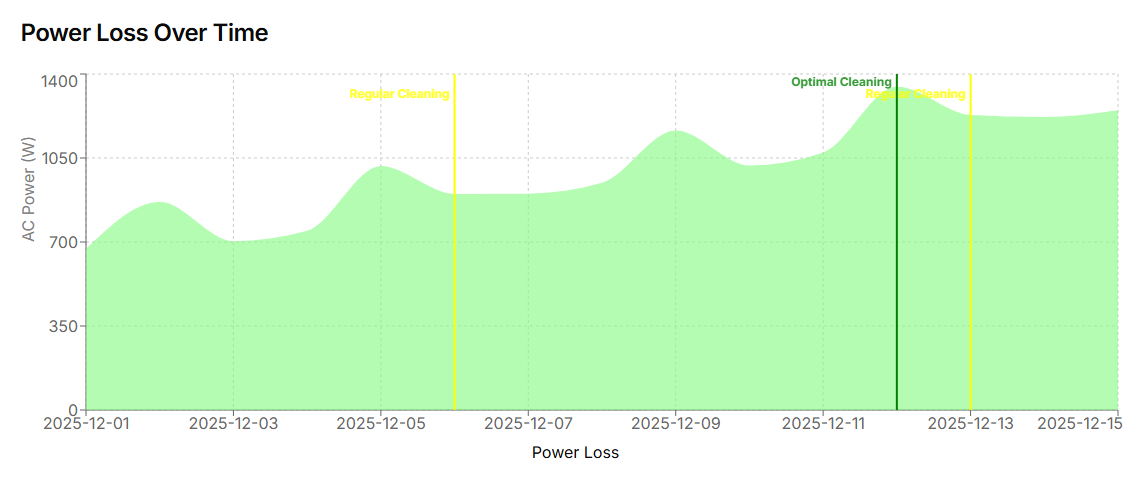 Power Loss Over Time
1400
1050
700
350
0
AC Power (W)
Regular Cleaning
Optimal Cleaning
Regular Cleaning
2025-12-01
2025-12-03
2025-12-05
2025-12-07
2025-12-09
2025-12-11
2025-12-13
2025-12-15
Power Loss